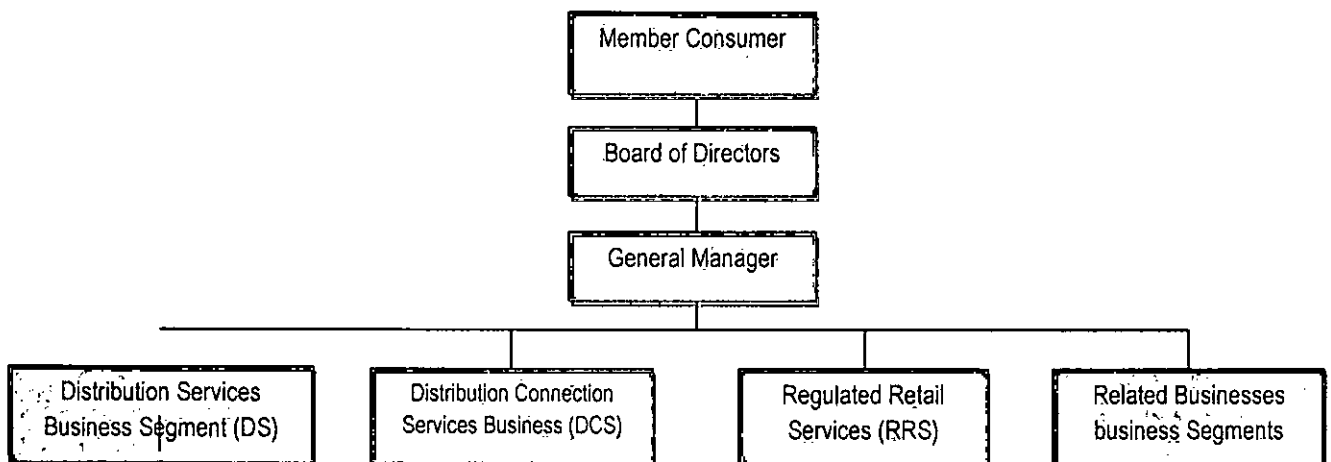 Member Consumer
Board of Directors
General Manager
Distribution Services
Business Segment (DS)
Distribution Connection
Services Business (DCS)
Regulated Retail
Services (RRS)
Related Businesses
business Segments